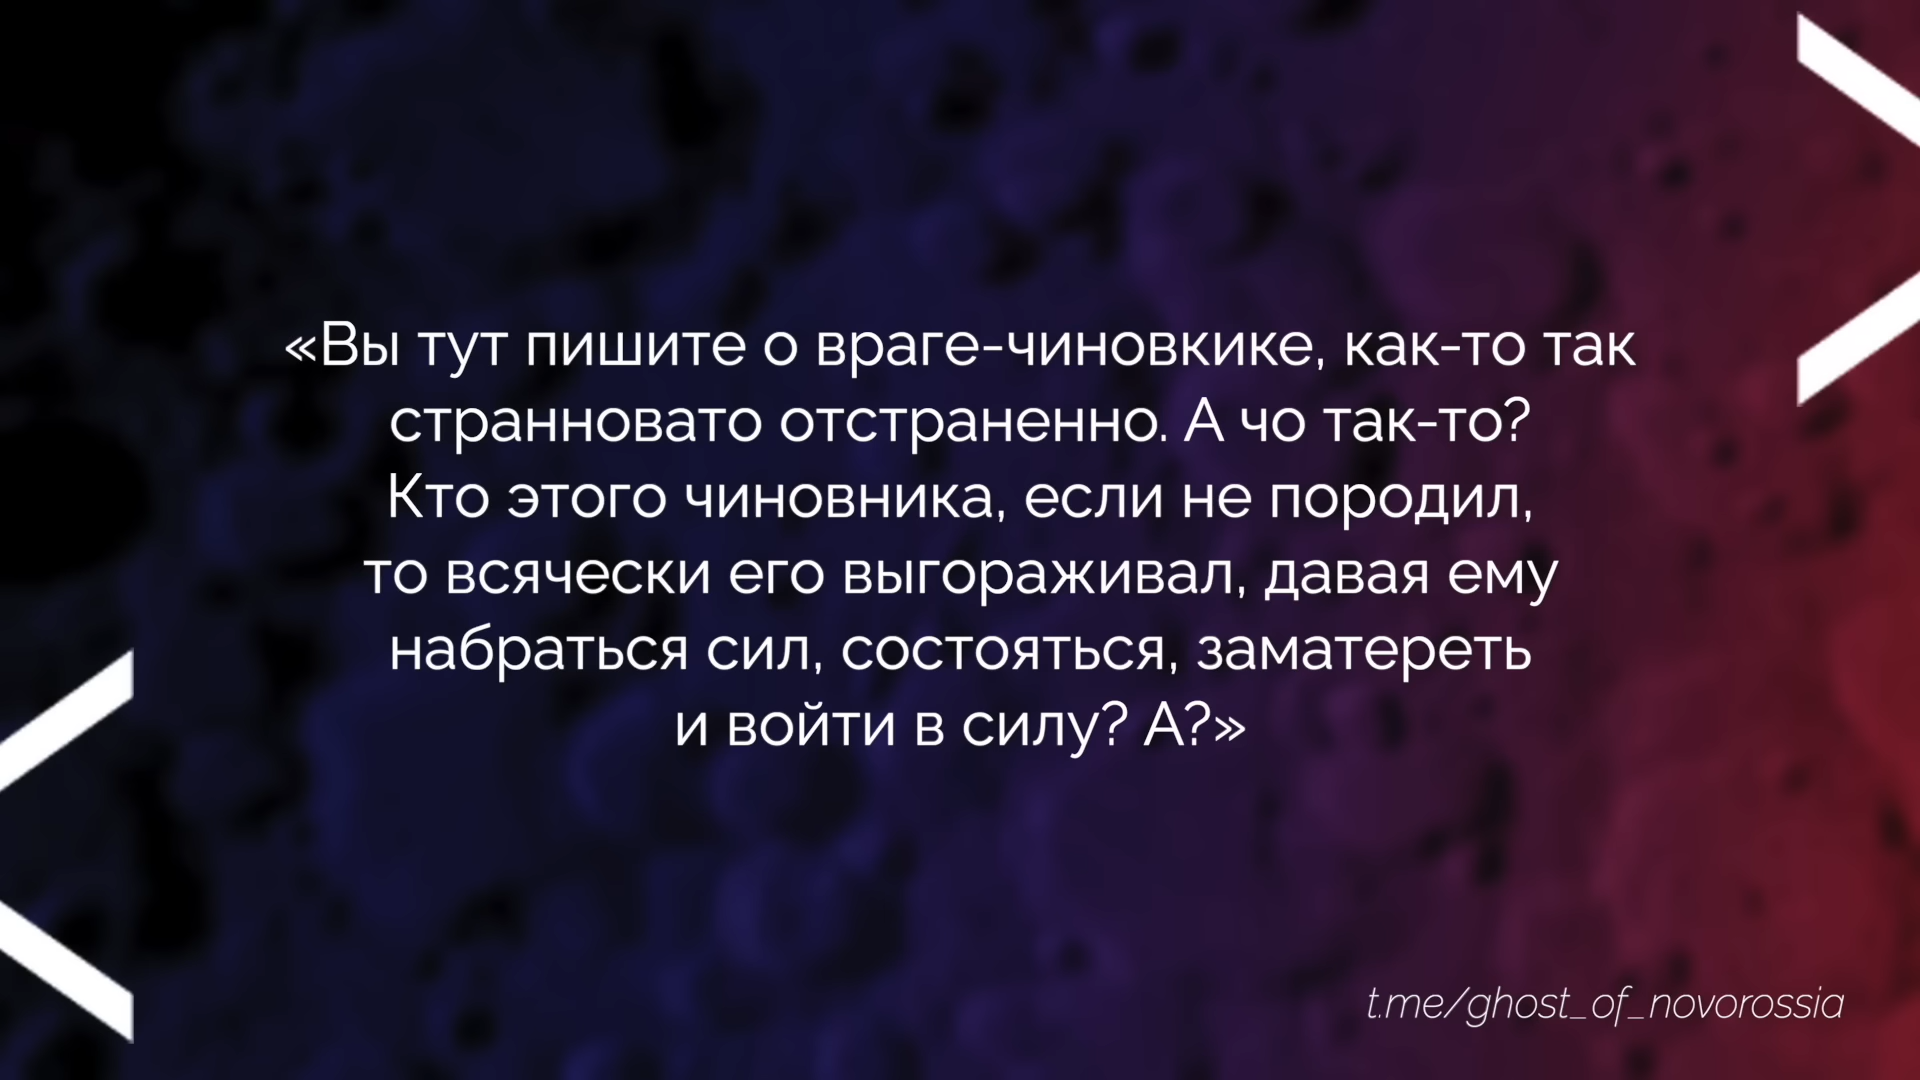 «Вы тут пишите о враге-чиновкике, как-то так
странновато отстраненно. А чо так-то?
Кто этого чиновника, если не породил,
то всячески его выгораживал, давая ему
набраться сил, состояться, заматереть
и войти в силу? А?»
t.me/ghost_of_novorossia